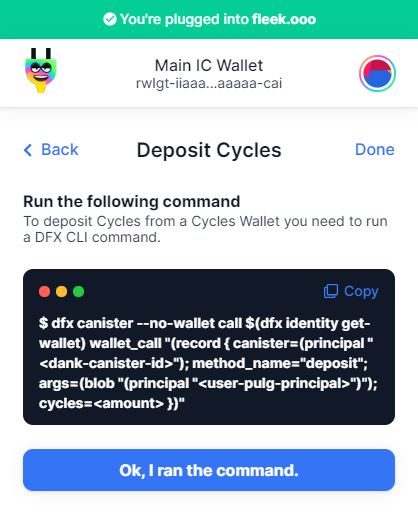 You're plugged into fleek.ooo
Main IC Wallet
rwlgt-iiaaa...aaaaa-cai
Back
Deposit Cycles
Done
Run the following command
To deposit Cycles from a Cycles Wallet you need to run
a DFX CLI command.
Copy
$ dfx canister --no-wallet call $(dfx identity get-
wallet) wallet_call "(record { canister=(principal "
<dank-canister-id>"); method_name="deposit";
args=(blob "(principal "<user-pulg-principal>")");
cycles=<amount> })"
Ok, I ran the command.